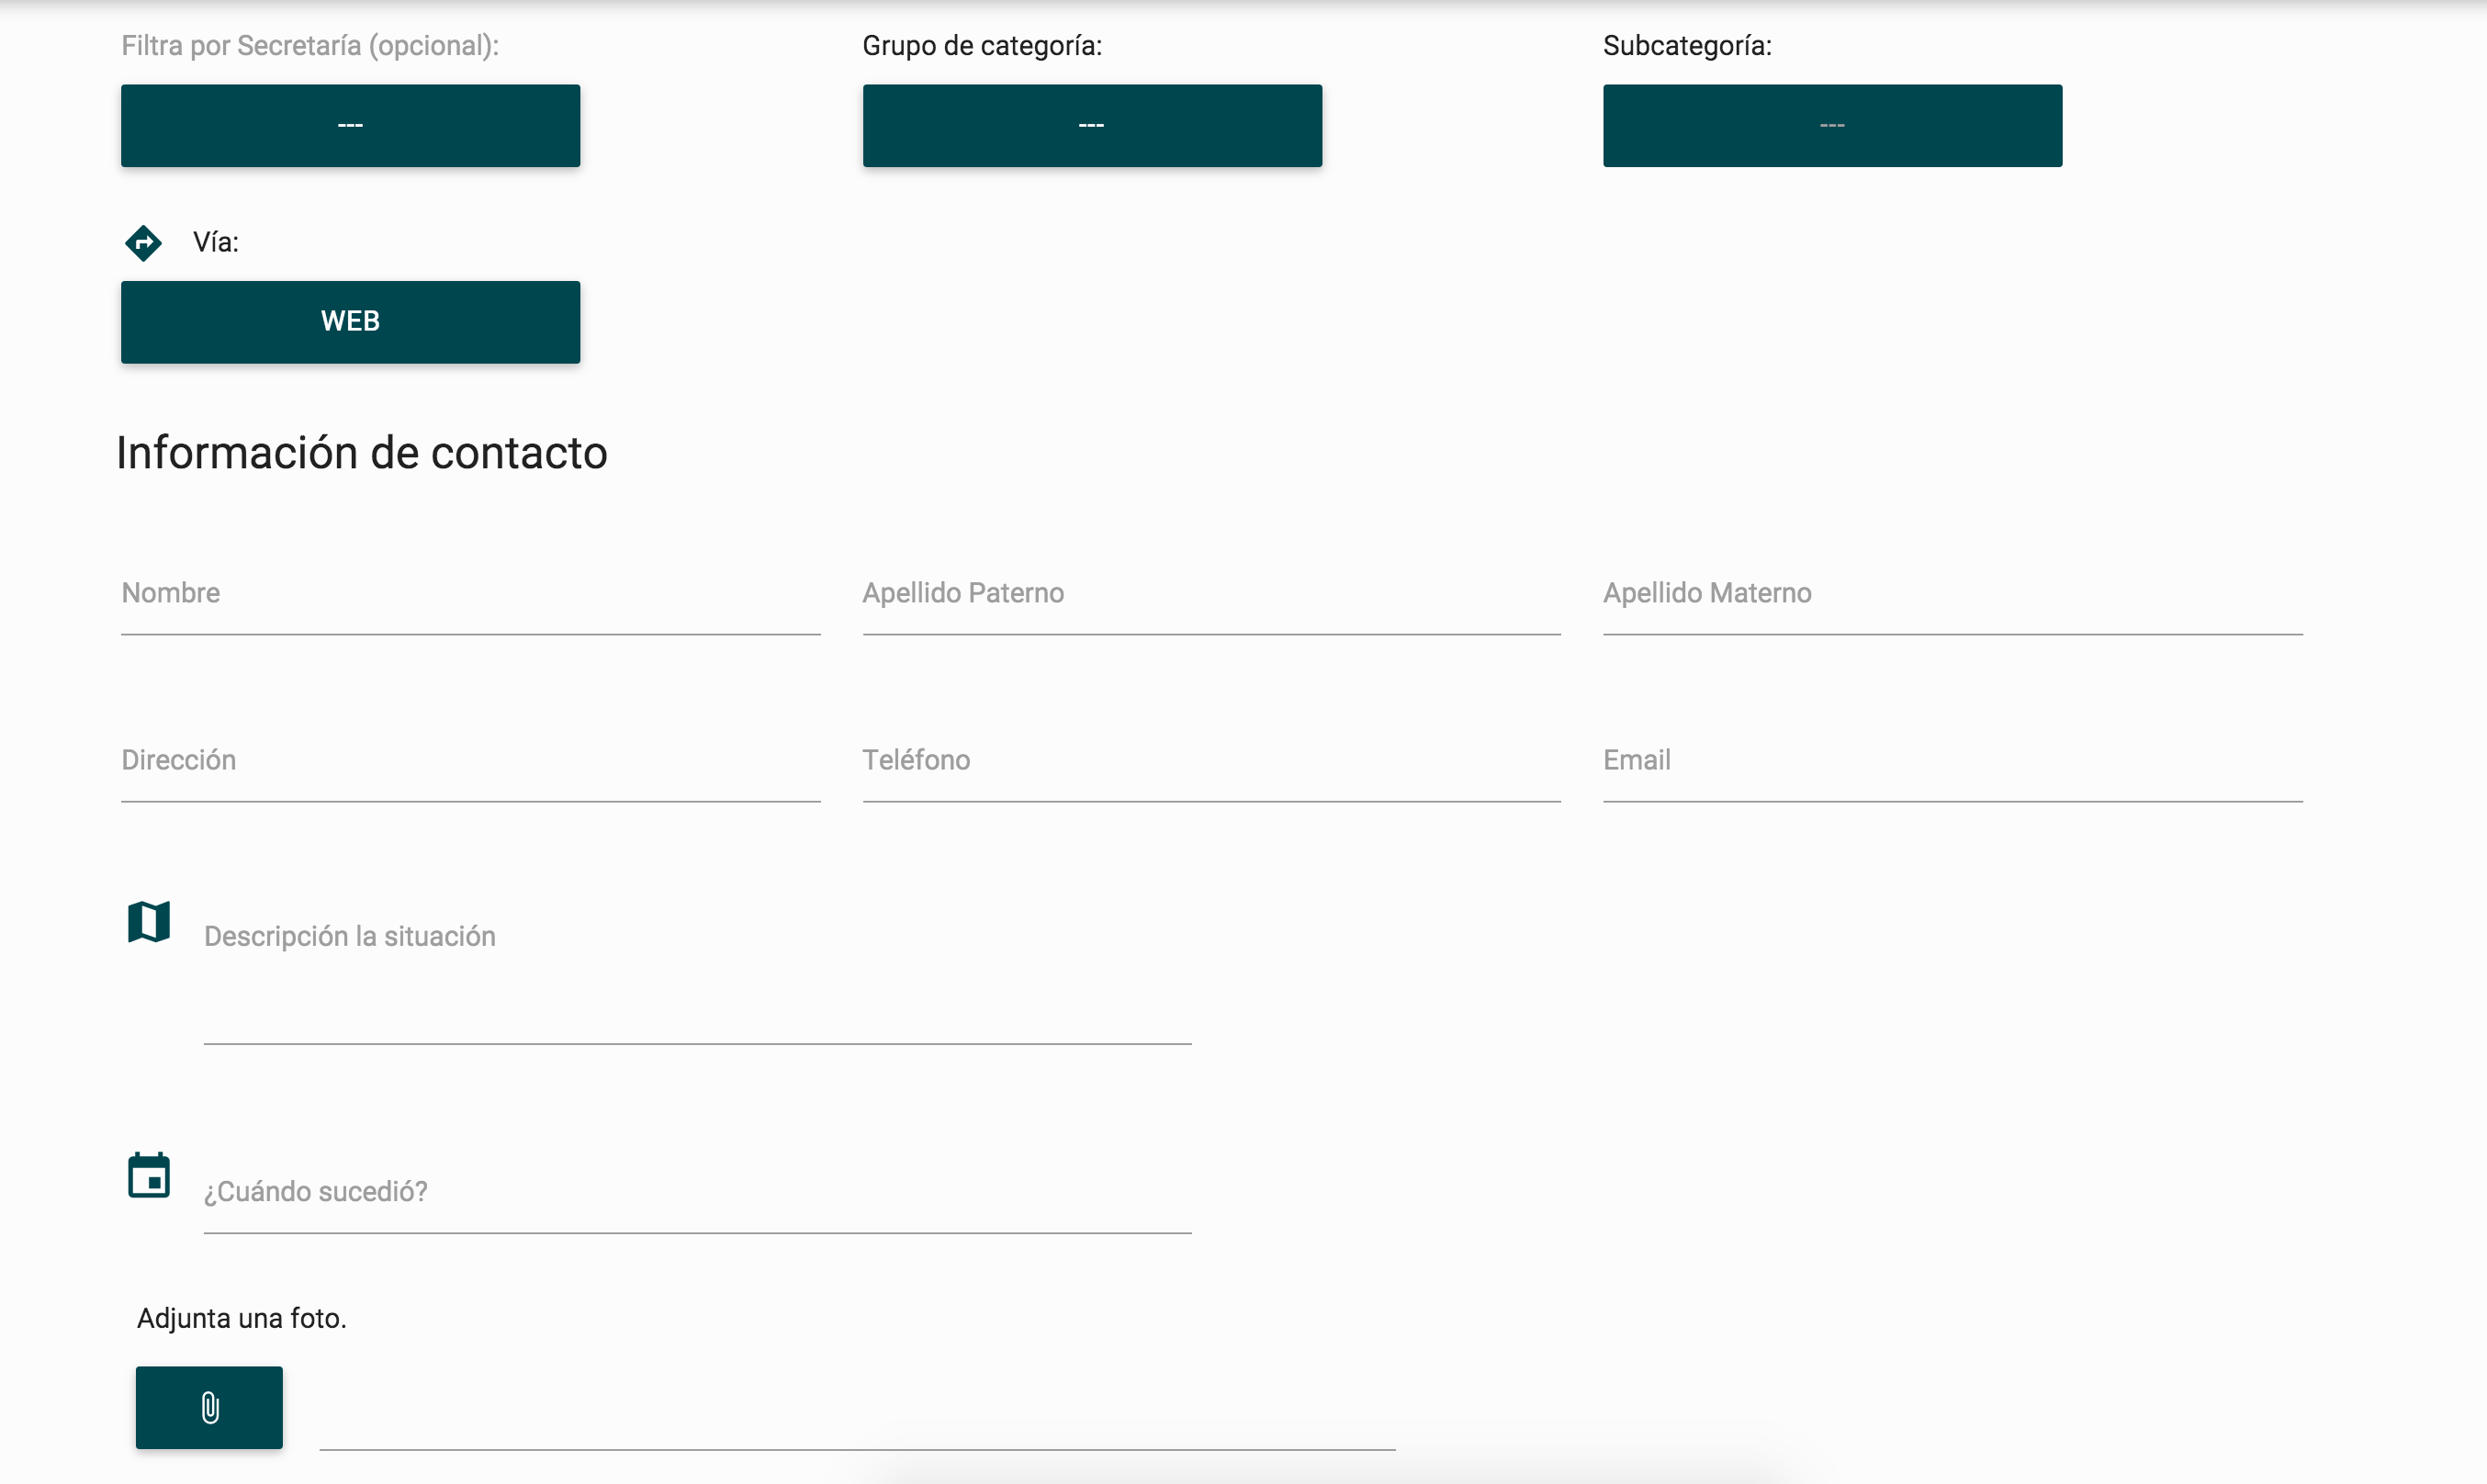 Filtra por Secretaría (opcional):
Grupo de categoría:
Subcategoría:
---
---
---
Vía:
WEB
Información de contacto
Nombre
Apellido Paterno
Apellido Materno
Dirección
Teléfono
Email
Descripción la situación
¿Cuándo sucedió?
Adjunta una foto.